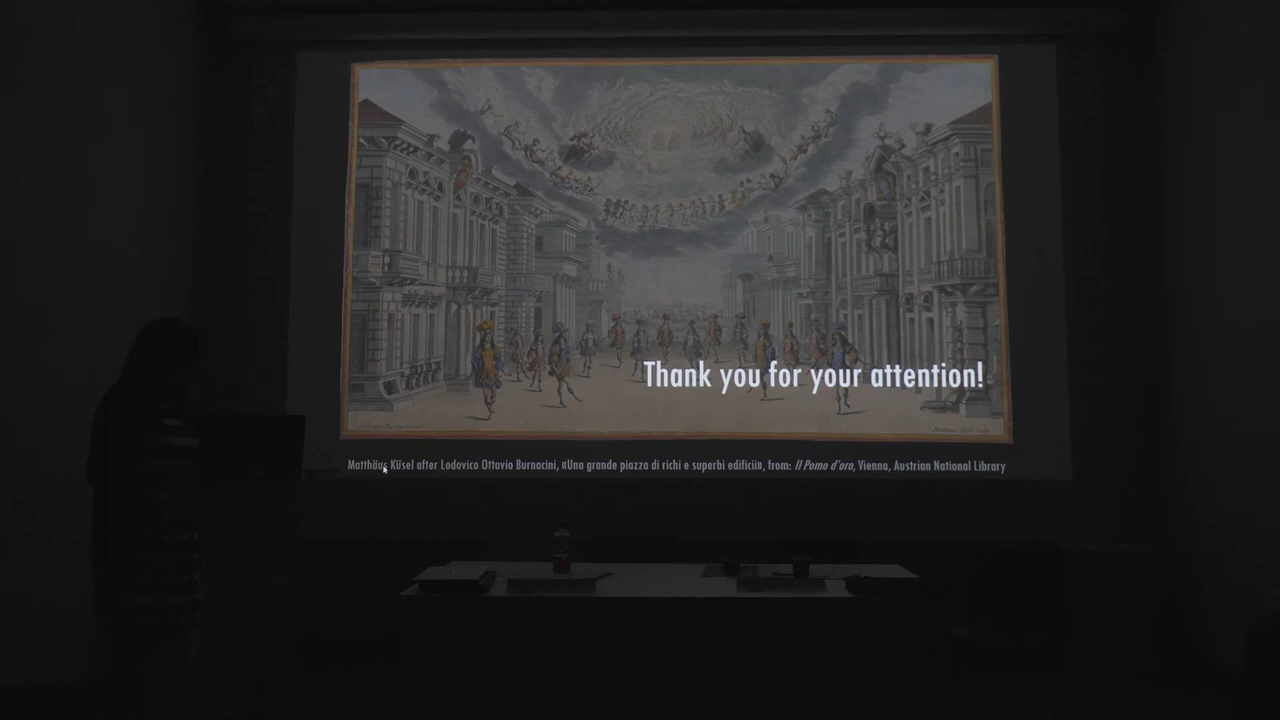 Thank you for your attention!
Matthäus Küsel after Lodovico Ottavio Burnacini, «Una grande piazza di richi e superbi edificii», from: Il Pomo d'oro, Vienna, Austrian National Library